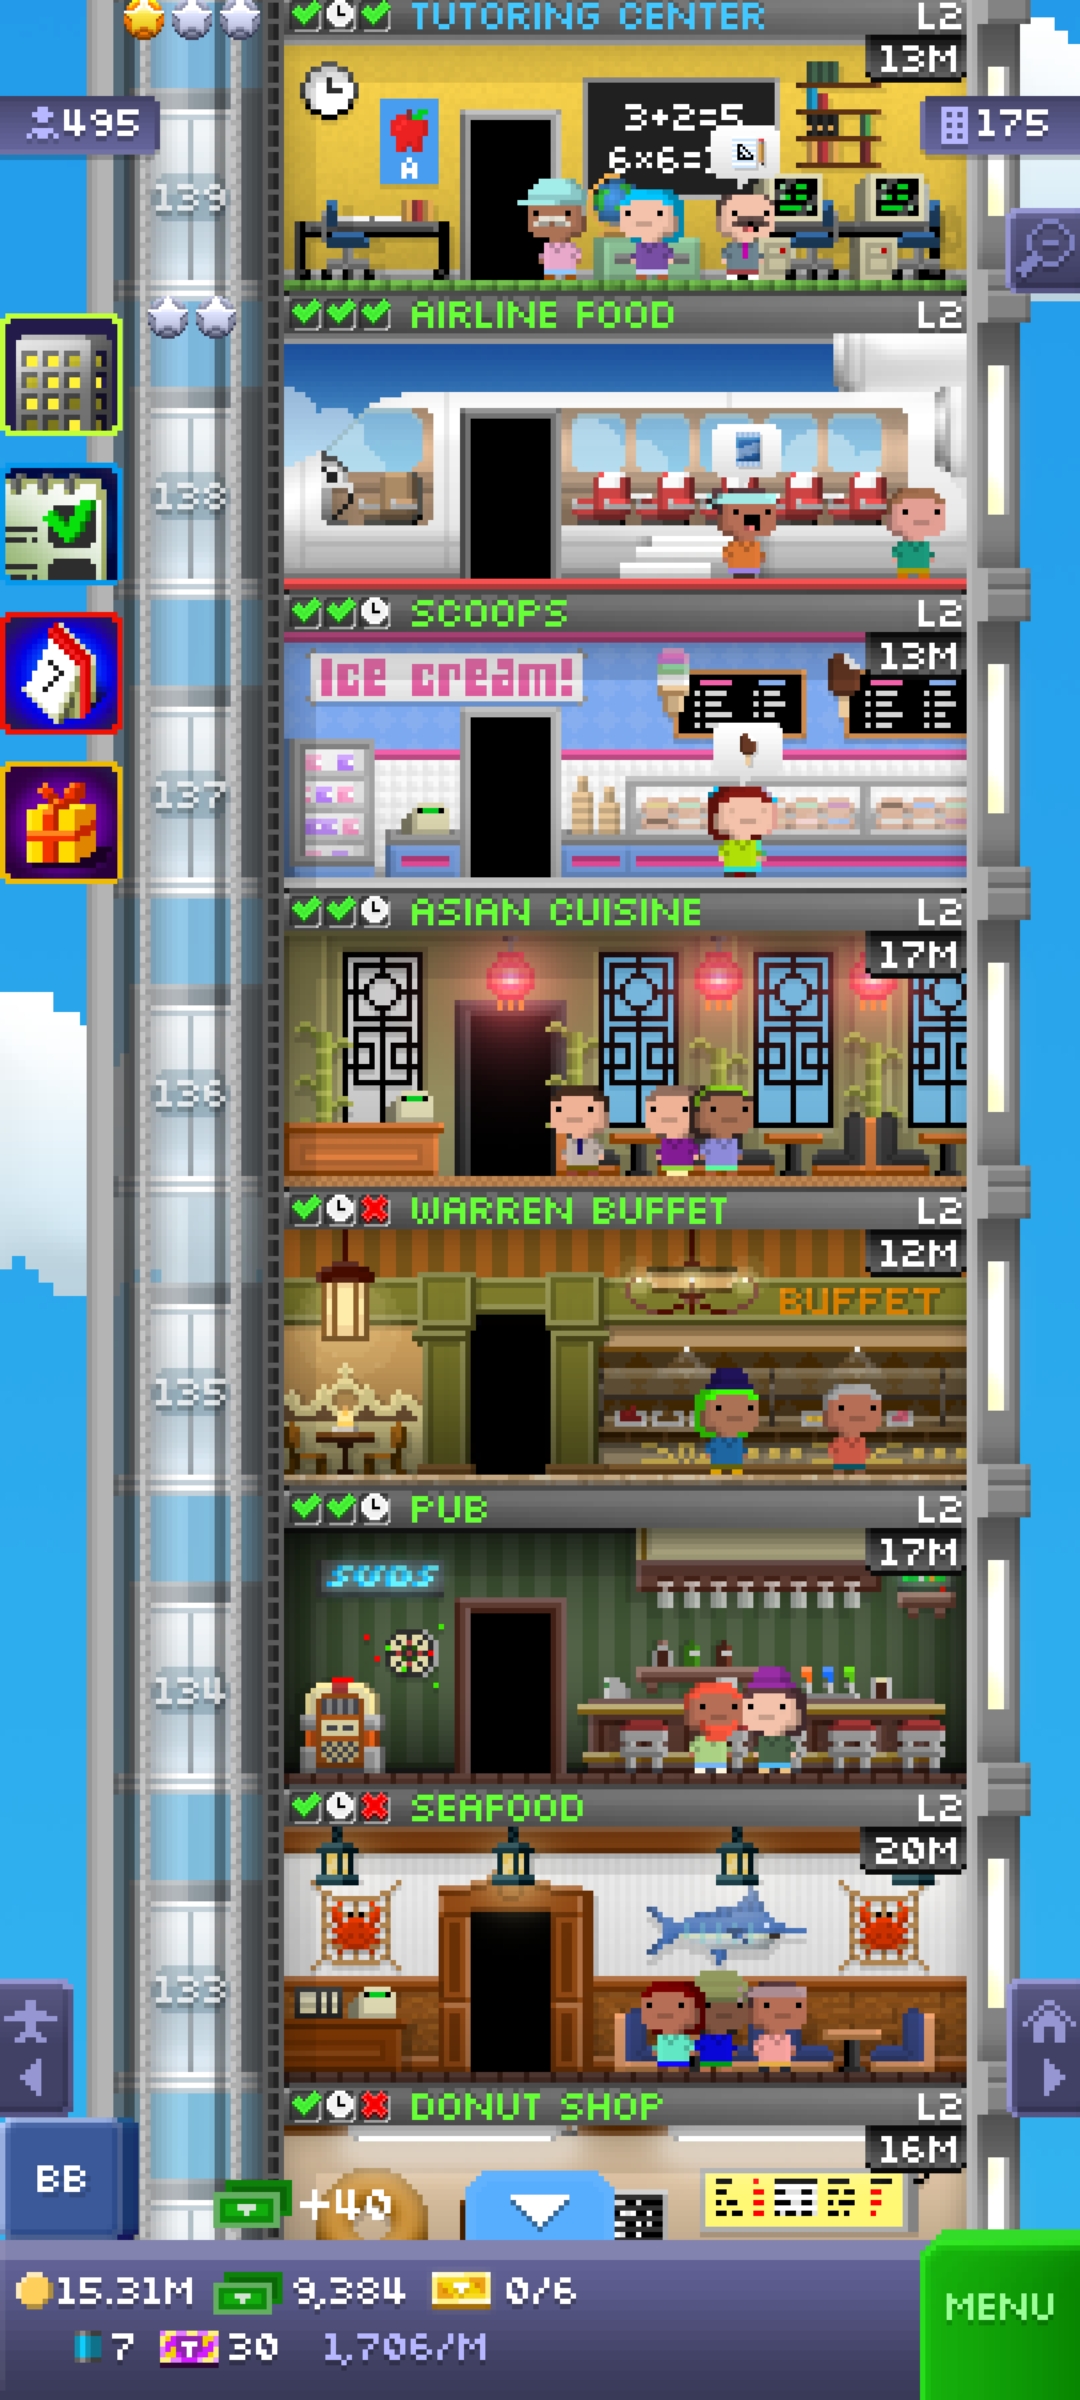 TUTORING CENTER L2
13M
495
175
3+2=5
6×6=
A
139
AIRLINE FOOD L2
138
SCOOPS L2
13M
Ice cream!
137
ASIAN CUISINE L2
17M
136
WARREN BUFFET L2
12M
BUFFET
135
PUB L2
17M
SUDS
134
SEAFOOD L2
20M
133
DONUT SHOP L2
16M
BB
+40
15.31M 9,384 0/6
7 30 1,706/M
MENU